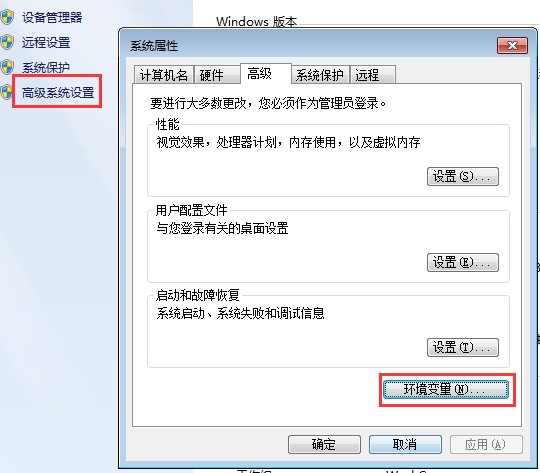 设备管理器
Windows 版本
远程设置
系统保护
高级系统设置
系统属性
计算机名 硬件 高级 系统保护 远程
要进行大多数更改，您必须作为管理员登录。
性能
视觉效果，处理器计划，内存使用，以及虚拟内存
设置(S)...
用户配置文件
与您登录有关的桌面设置
设置(E)...
启动和故障恢复
系统启动、系统失败和调试信息
设置(T)...
环境变量(N)...
确定 取消 应用(A)